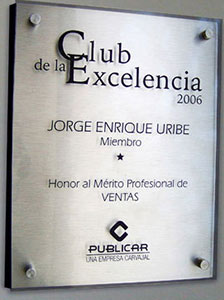 Club
de la Excelencia
2006
JORGE ENRIQUE URIBE
Miembro
Honor al Mérito Profesional de
VENTAS
PUBLICAR
UNA EMPRESA CARVAJAL